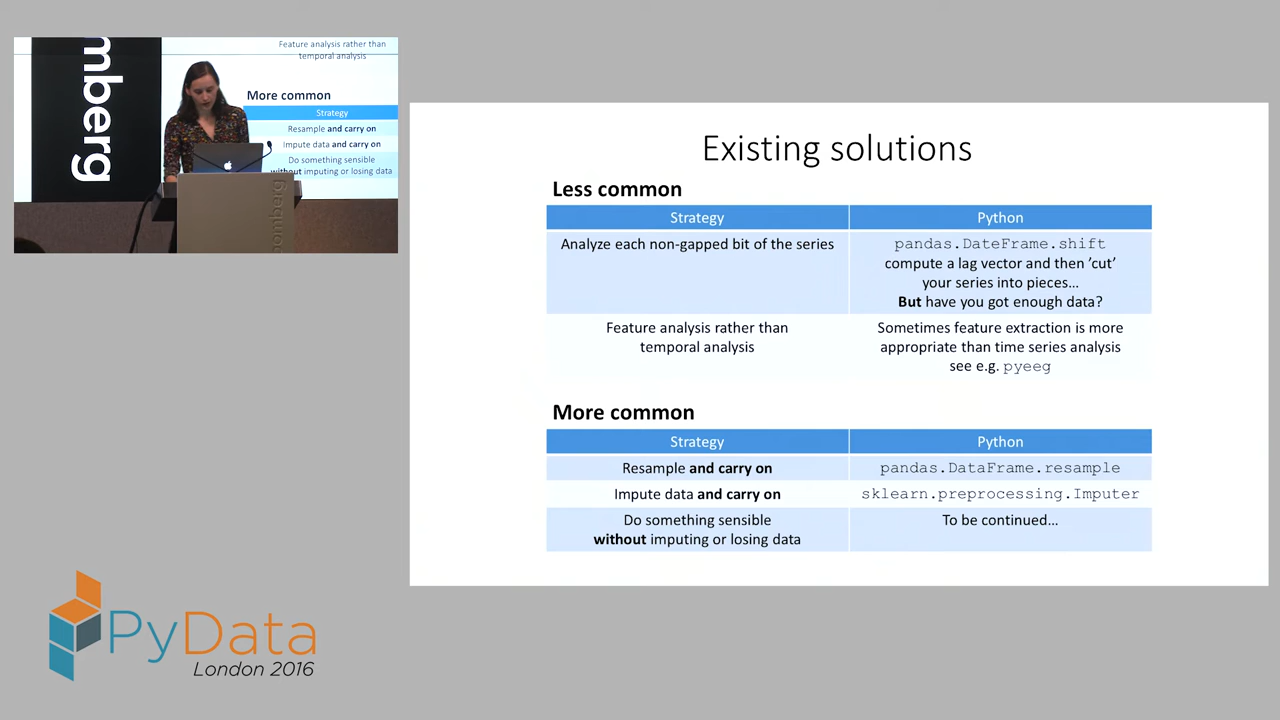 mberg
Feature analysis rather than
temporal analysis
More common
Strategy
Resample and carry on
Impute data and carry on
Do something sensible
without imputing or losing data
oomberg
Existing solutions
Less common
Strategy
Python
Analyze each non-gapped bit of the series
pandas.DateFrame.shift
compute a lag vector and then ’cut’
your series into pieces…
But have you got enough data?
Feature analysis rather than
temporal analysis
Sometimes feature extraction is more
appropriate than time series analysis
see e.g. pyeeg
More common
Strategy
Python
Resample and carry on
pandas.DataFrame.resample
Impute data and carry on
sklearn.preprocessing.Imputer
Do something sensible
without imputing or losing data
To be continued…
PyData
London 2016